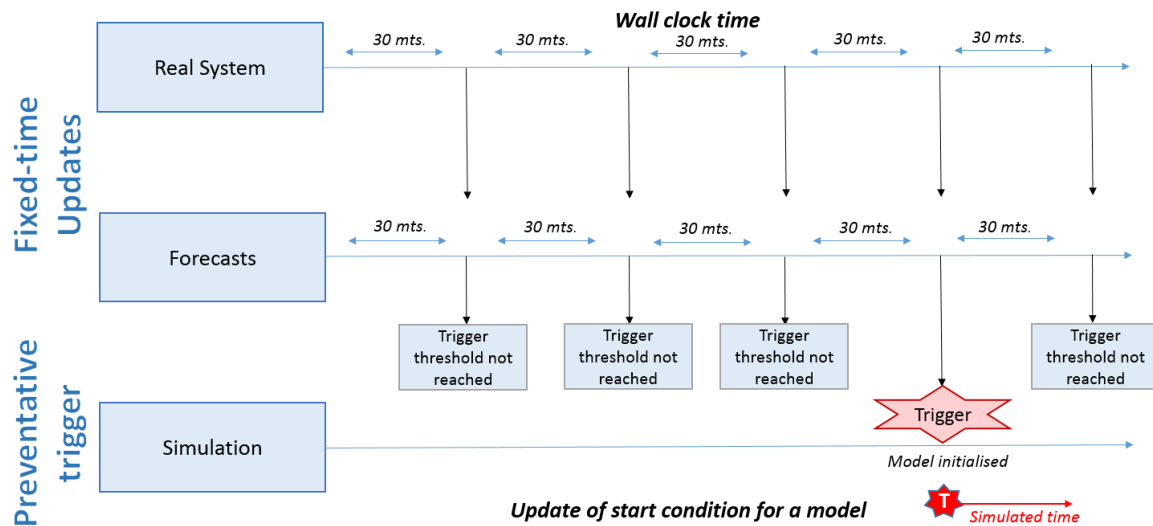 Fixed-time
Updates
Preventative
trigger
Wall clock time
30 mts.
30 mts.
30 mts.
30 mts.
30 mts.
Real System
30 mts.
30 mts.
30 mts.
30 mts.
30 mts.
Forecasts
Trigger
threshold not
reached
Trigger
threshold not
reached
Trigger
threshold not
reached
Trigger
threshold not
reached
Trigger
Simulation
Model initialised
Update of start condition for a model
T
Simulated time